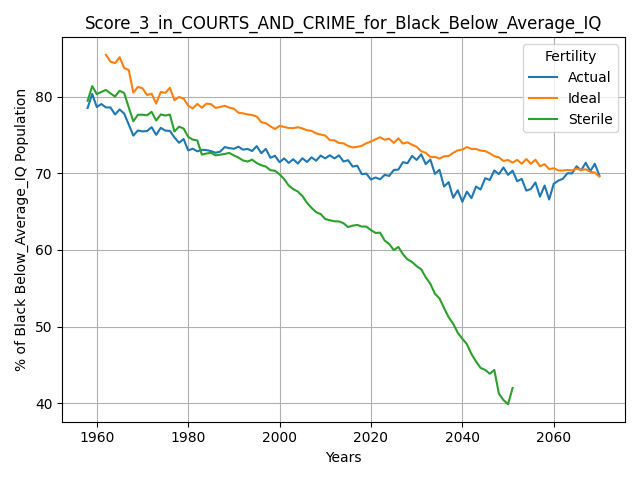 Score_3_in_COURTS_AND_CRIME_for_Black_Below_Average_IQ
Fertility
Actual
Ideal
Sterile
% of Black Below_Average_IQ Population
80
70
60
50
40
1960 1980 2000 2020 2040 2060
Years